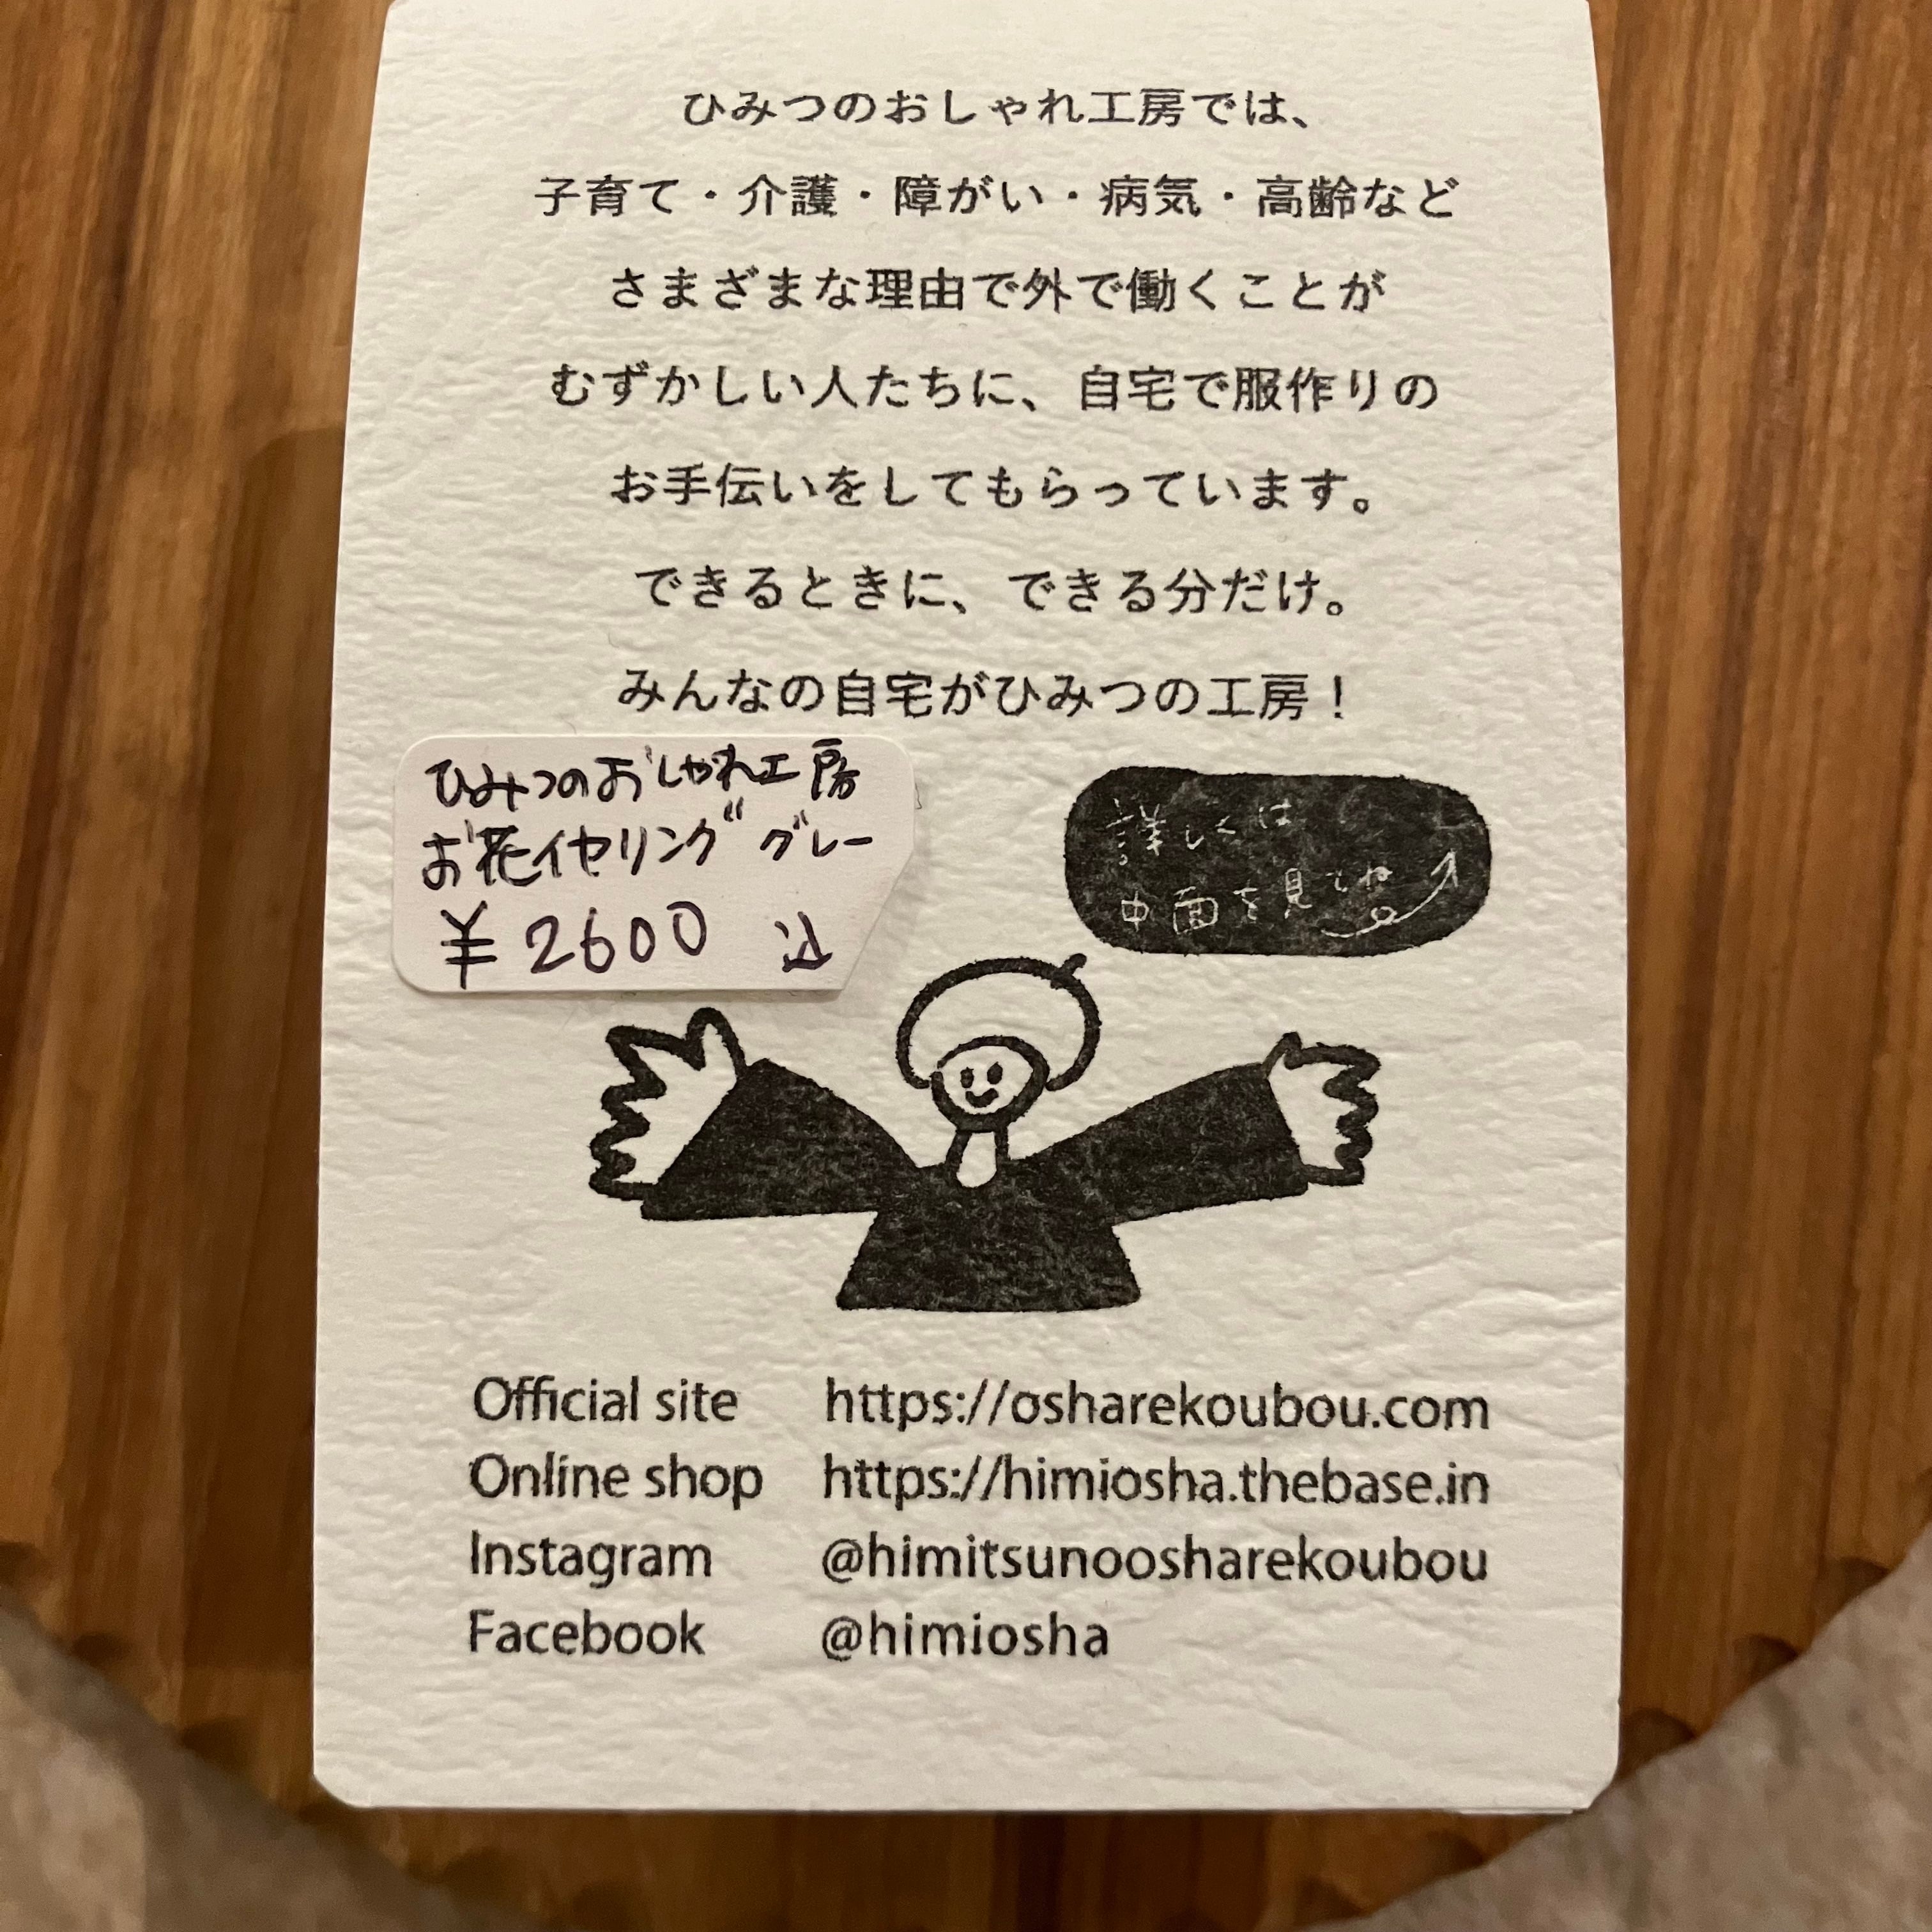 ひみつのおしゃれ工房では、
子育て・介護・障がい・病気・高齢など
さまざまな理由で外で働くことが
むずかしい人たちに、自宅で服作りの
お手伝いをしてもらっています。
できるときに、できる分だけ。
みんなの自宅がひみつの工房！
ひみつのおしゃれ工房
お花イヤリング グレー
¥2600 込
詳しくは
中面を見てね
Official site https://osharekoubou.com
Online shop https://himiosha.thebase.in
Instagram @himitsunoosharekoubou
Facebook @himiosha